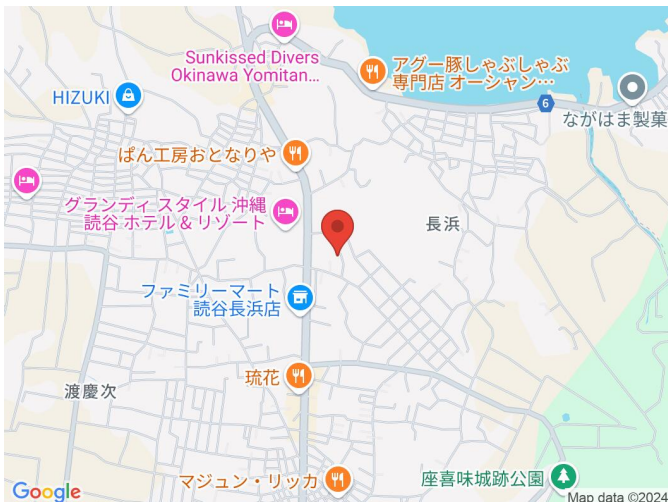 Sunkissed Divers
Okinawa Yomitan...
アグー豚しゃぶしゃぶ
専門店 オーシャン...
HIZUKI
6
ながはま製菓
ぱん工房おとなりや
グランディ スタイル 沖縄
読谷 ホテル & リゾート
長浜
ファミリーマート
読谷長浜店
琉花
渡慶次
座喜味城跡公園
マジュン・リッカ
Google
Map data ©2024